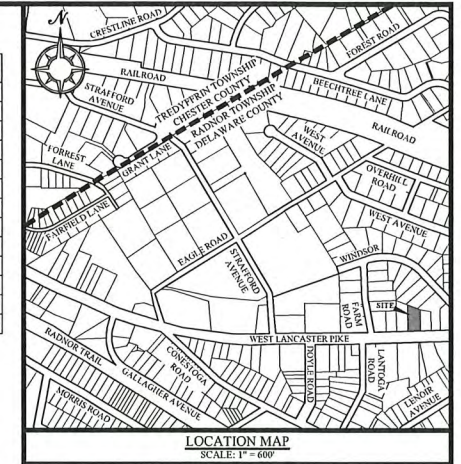 N
CRESTLINE ROAD
FOREST ROAD
RAILROAD
TREDYFFRIN TOWNSHIP
CHESTER COUNTY
BEECHTREE LANE
STRAFFORD
AVENUE
RADNOR TOWNSHIP
DELAWARE COUNTY
RAILROAD
WEST
AVENUE
FORREST
LANE
GRANT LANE
OVERHILL
ROAD
FAIRFIELD LANE
WEST AVENUE
EAGLE ROAD
STRAFFORD
AVENUE
WINDSOR
FARM
ROAD
SITE
WEST LANCASTER PIKE
RADNOR TRAIL
CONESTOGA
ROAD
DOYLE ROAD
LANTOGA
ROAD
GALLAGHER AVENUE
LENOIR
AVENUE
MORRIS ROAD
LOCATION MAP
SCALE: 1" = 600'